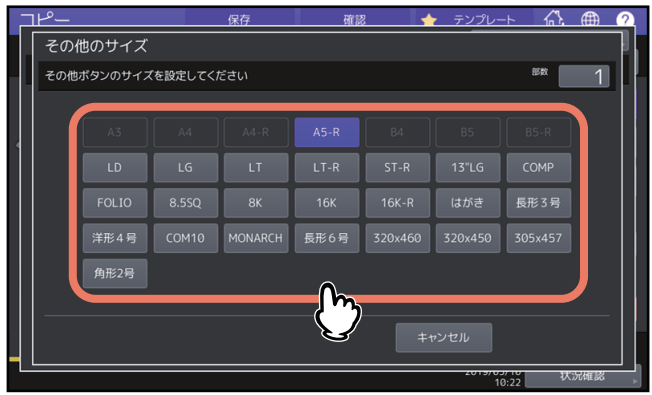 コピー 保存 確認 テンプレート ?
その他のサイズ
その他ボタンのサイズを設定してください 部数 1
A3 A4 A4-R A5-R B4 B5 B5-R
LD LG LT LT-R ST-R 13"LG COMP
FOLIO 8.5SQ 8K 16K 16K-R はがき 長形3号
洋形4号 COM10 MONARCH 長形6号 320x460 320x450 305x457
角形2号
キャンセル
10:22 状況確認